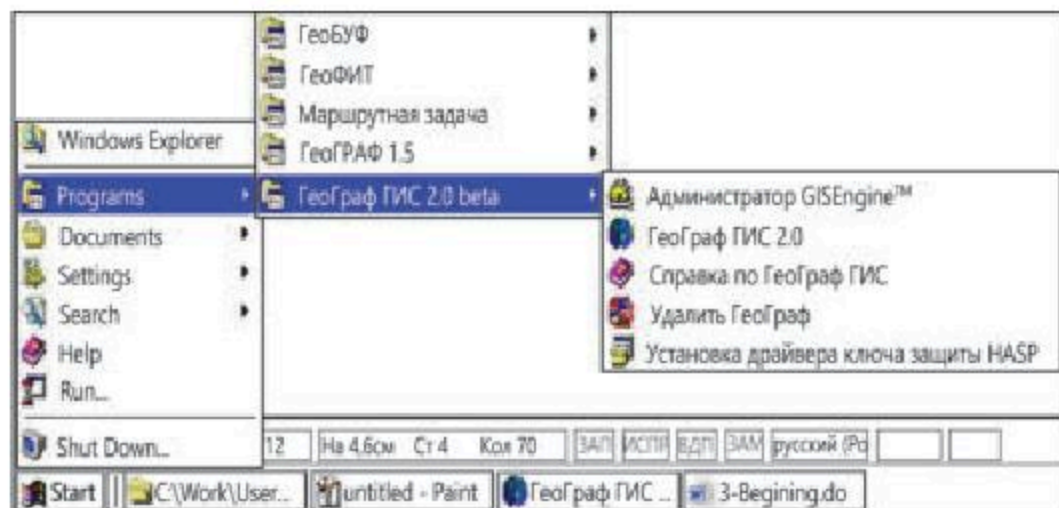 ГеоБУФ
ГеоФИТ
Маршрутная задача
ГеоГРАФ 1.5
ГеоГраф ГИС 2.0 beta
Windows Explorer
Programs
Documents
Settings
Search
Help
Run...
Shut Down...
Администратор GISEngine™
ГеоГраф ГИС 2.0
Справка по ГеоГраф ГИС
Удалить ГеоГраф
Установка драйвера ключа защиты HASP
12 На 4.6см Ст 4 Кол 70 ЗАП ИСПР ВДЛ ЗАМ русский (Ро
Start C:\Work\User... untitled - Paint ГеоГраф ГИС ... 3-Begining.do